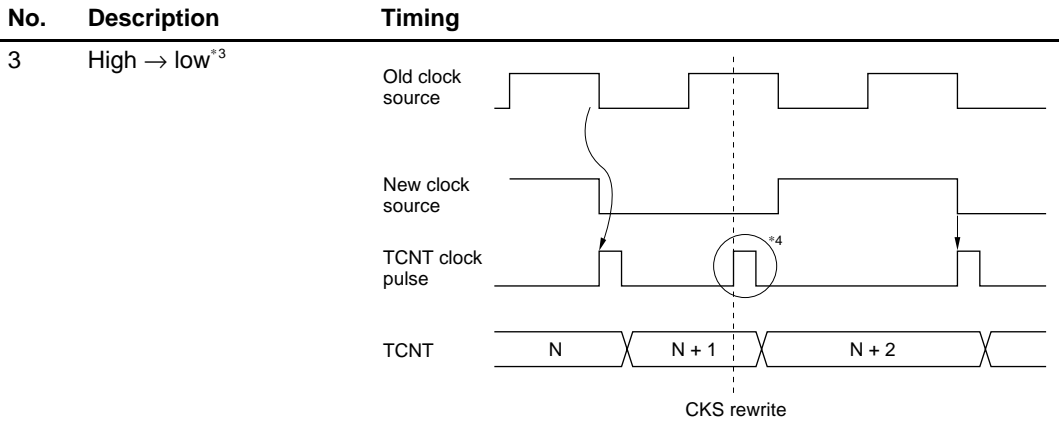 No. Description Timing
3 High → low*3
Old clock
source
New clock
source
*4
TCNT clock
pulse
TCNT N N + 1 N + 2
CKS rewrite